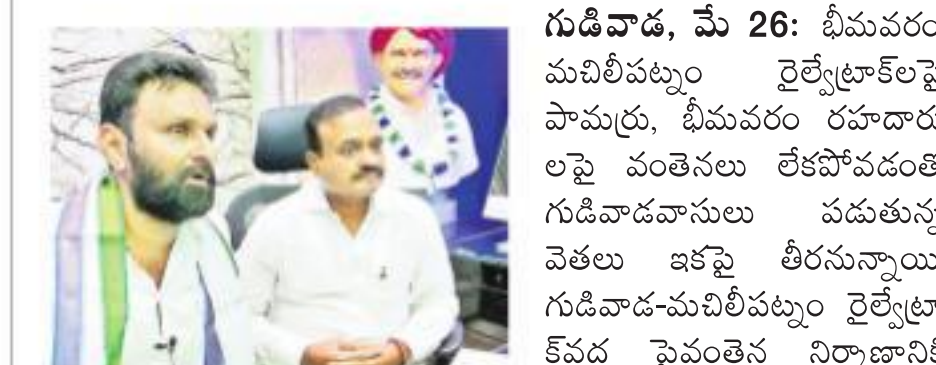 గుడివాడ, మే 26: భీమవరం
మచిలీపట్నం రైల్వేట్రాక్‌లపై
పామర్రు, భీమవరం రహదారు
లపై వంతెనలు లేకపోవడంతో
గుడివాడవాసులు పడుతున్న
వెతలు ఇకపై తీరనున్నాయి
గుడివాడ-మచిలీపట్నం రైల్వేట్రా
క్‌వద్ద పైవంతెన నిర్మాణానికి